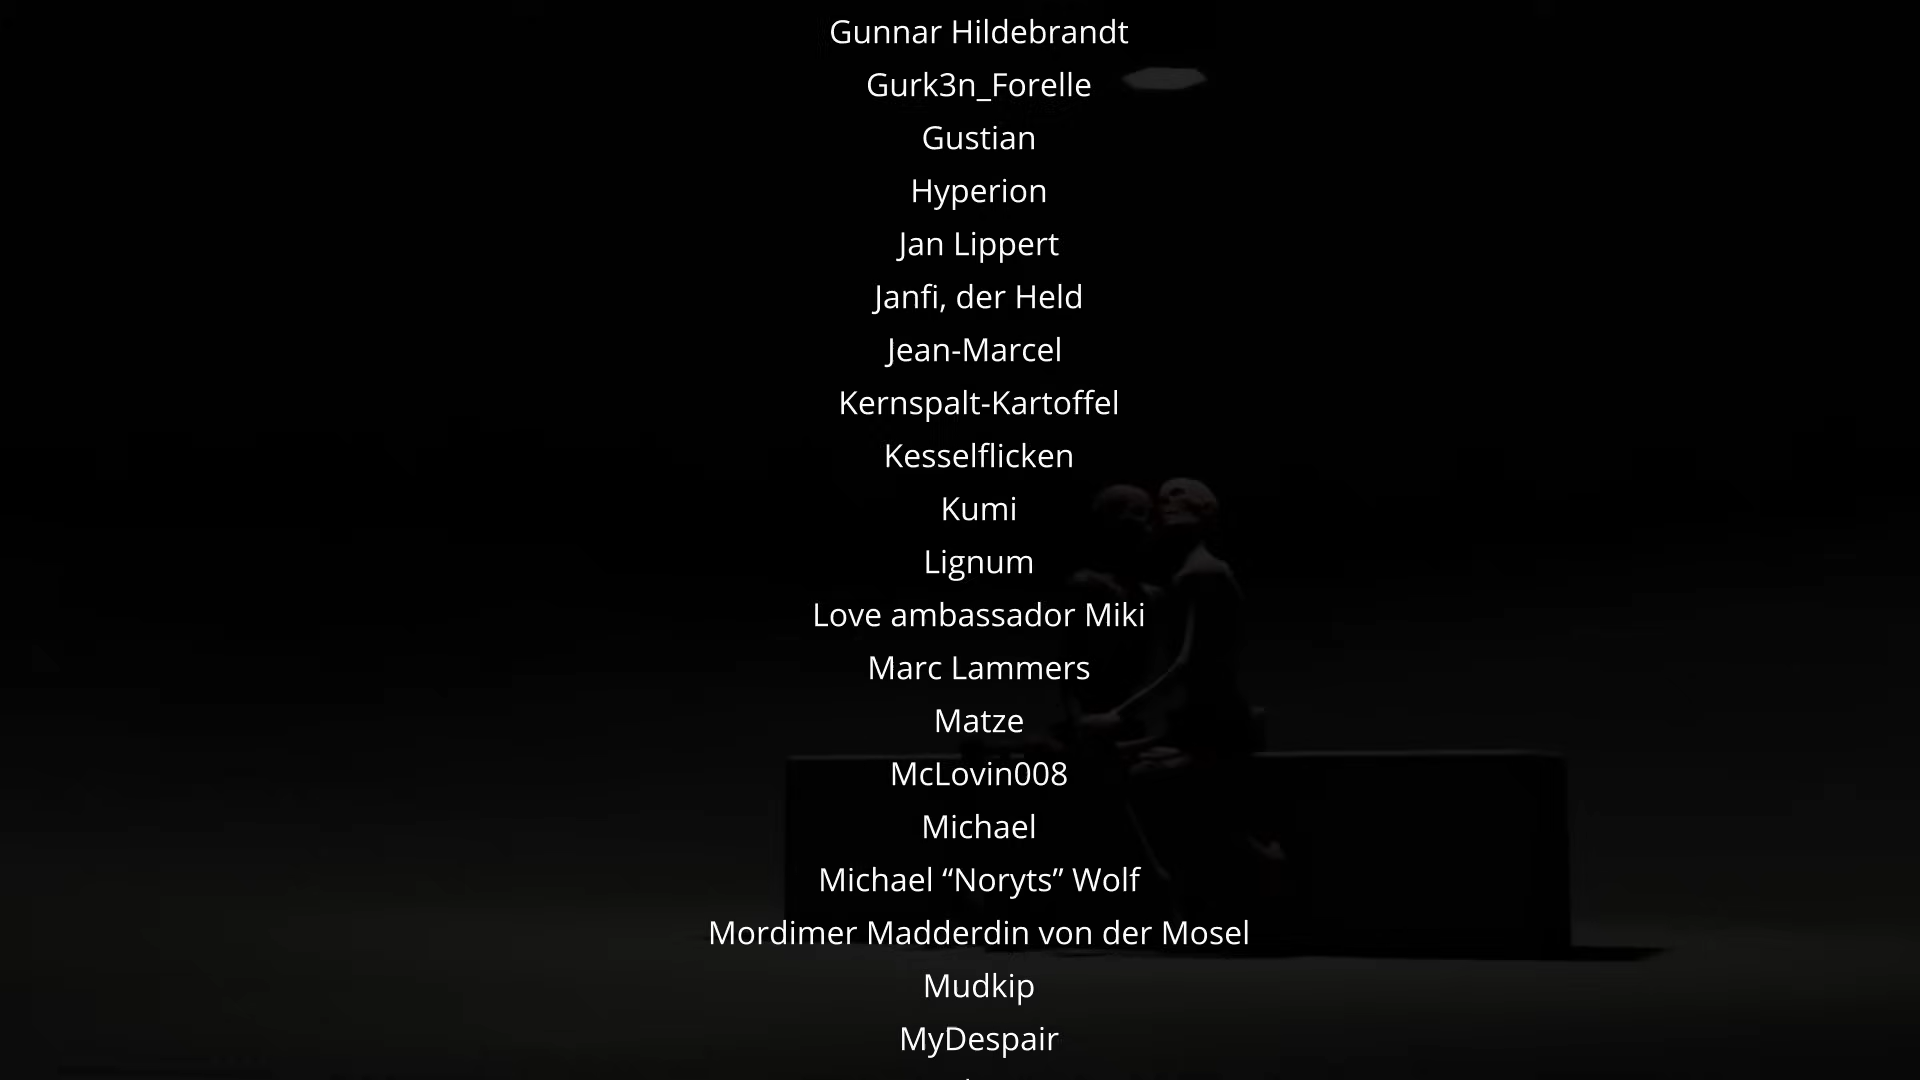 Gunnar Hildebrandt
Gurk3n_Forelle
Gustian
Hyperion
Jan Lippert
Janfi, der Held
Jean-Marcel
Kernspalt-Kartoffel
Kesselflicken
Kumi
Lignum
Love ambassador Miki
Marc Lammers
Matze
McLovin008
Michael
Michael “Noryts” Wolf
Mordimer Madderdin von der Mosel
Mudkip
MyDespair